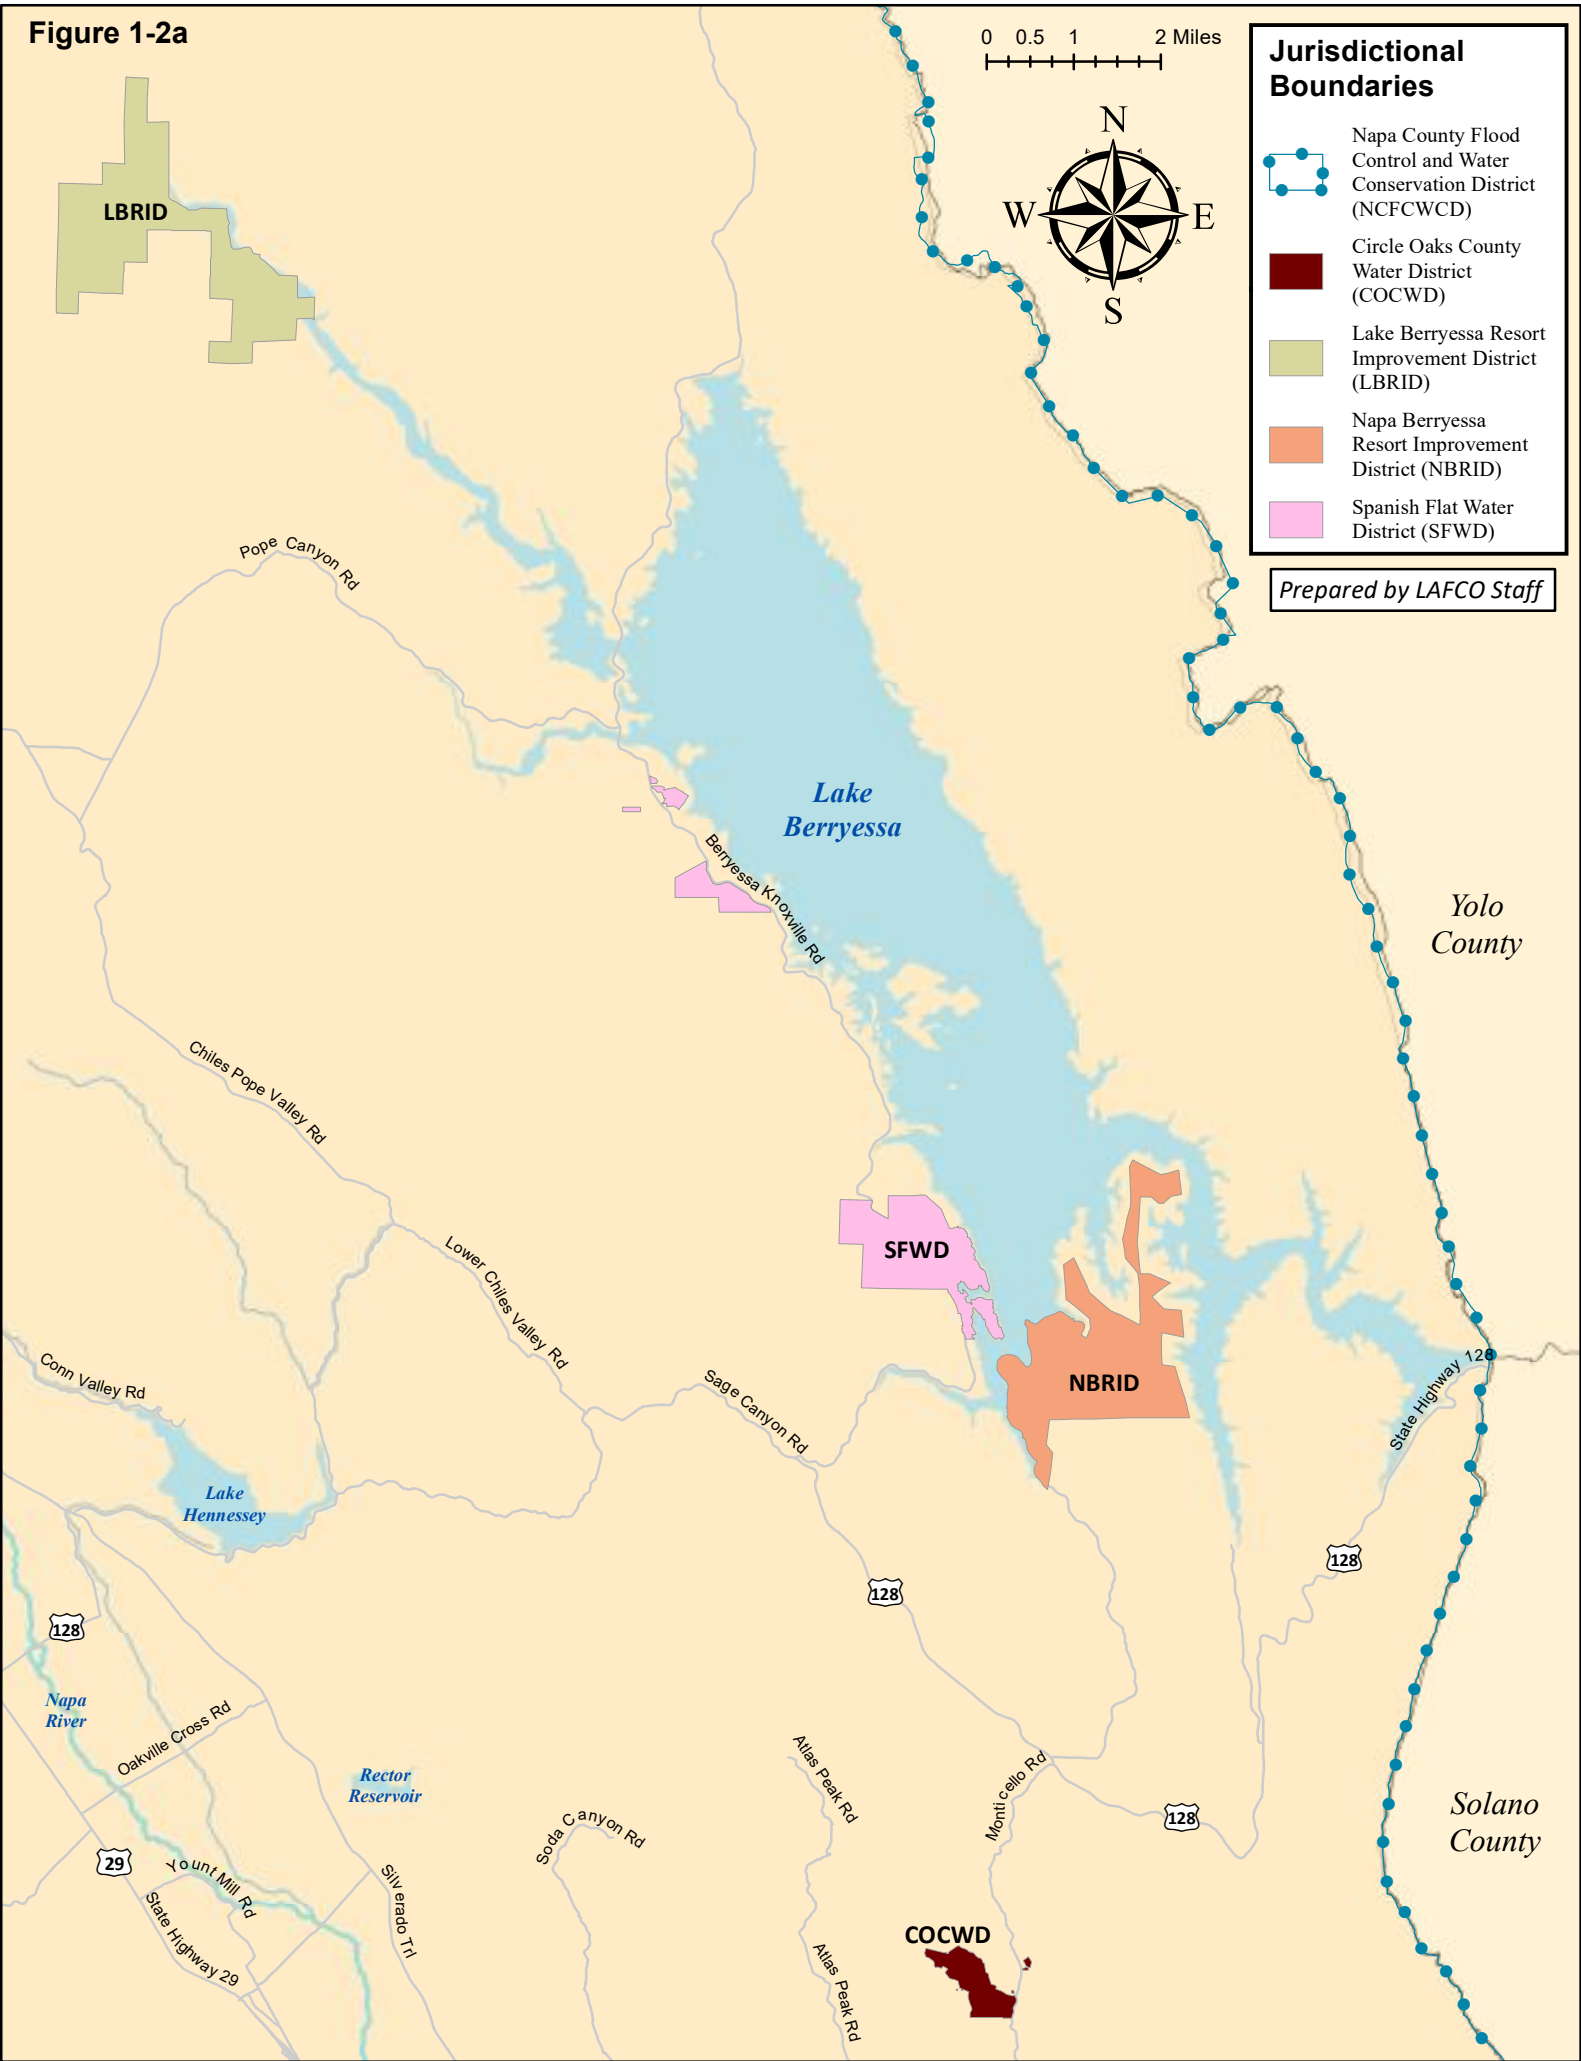 Figure 1-2a
0 0.5 1 2 Miles
N
W E
S
Jurisdictional
Boundaries
Napa County Flood
Control and Water
Conservation District
(NCFCWCD)
Circle Oaks County
Water District
(COCWD)
Lake Berryessa Resort
Improvement District
(LBRID)
Napa Berryessa
Resort Improvement
District (NBRID)
Spanish Flat Water
District (SFWD)
Prepared by LAFCO Staff
LBRID
Pope Canyon Rd
Lake
Berryessa
Berryessa Knoxville Rd
Yolo
County
Chiles Pope Valley Rd
SFWD
Lower Chiles Valley Rd
NBRID
Conn Valley Rd
Sage Canyon Rd
State Highway 128
Lake
Hennessey
128
128
128
Napa
River
Oakville Cross Rd
Rector
Reservoir
Atlas Peak Rd
Monticello Rd
128
Solano
County
Soda Canyon Rd
29
Yount Mill Rd
Silverado Trl
State Highway 29
COCWD
Atlas Peak Rd